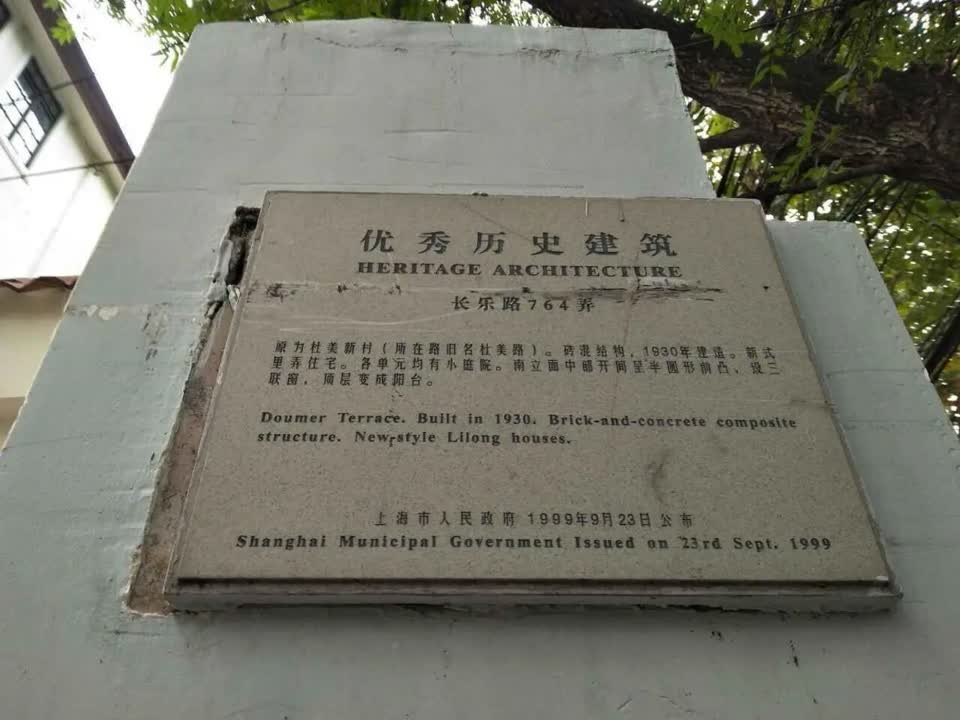 优秀历史建筑
HERITAGE ARCHITECTURE
长乐路764弄
原为杜美新村(所在路旧名杜美路)。砖混结构,1930年建造。新式
里弄住宅。各单元均有小庭院。南立面中部开间呈半圆形前凸,设三
联窗,顶层变成阳台。
Doumer Terrace. Built in 1930. Brick-and-concrete composite
structure. New-style Lilong houses.
上海市人民政府 1999年9月23日公布
Shanghai Municipal Government Issued on 23rd Sept. 1999